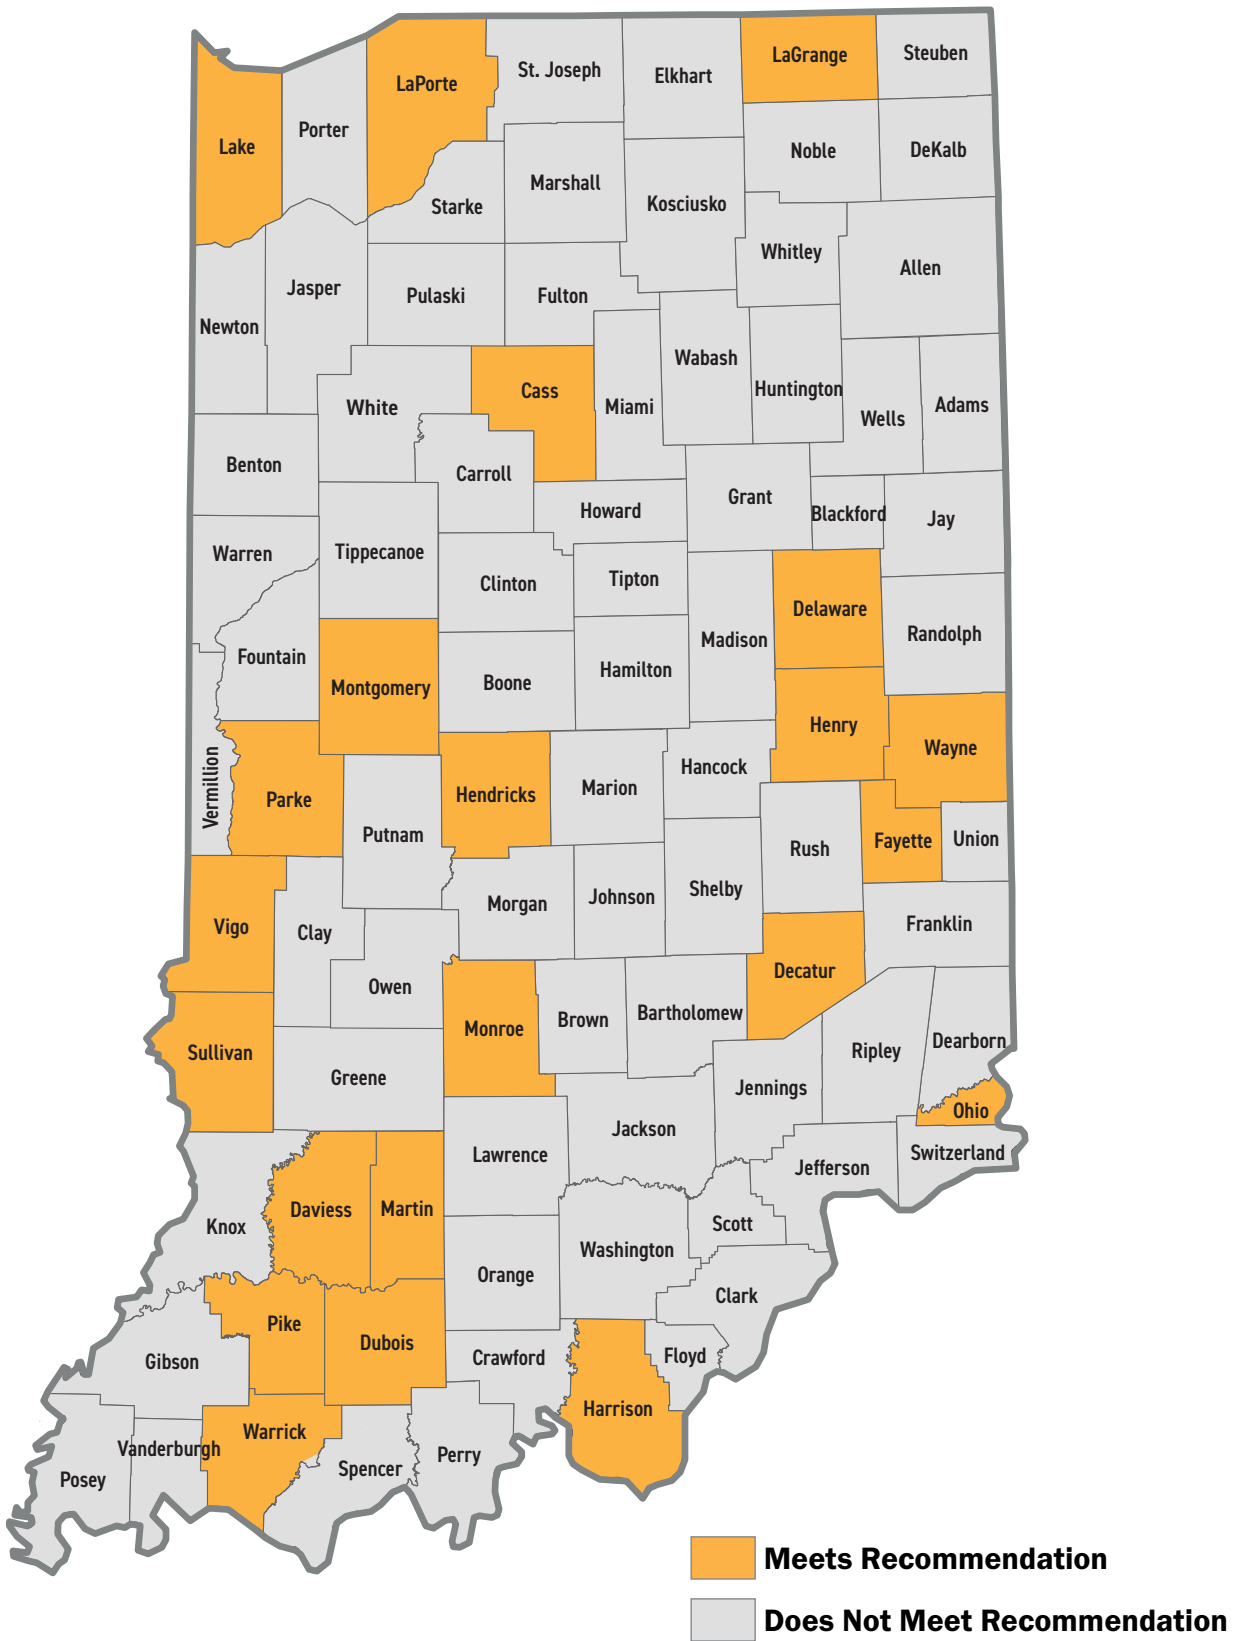 LaGrange
Steuben
St. Joseph
Elkhart
LaPorte
Porter
Lake
Noble
DeKalb
Marshall
Starke
Kosciusko
Whitley
Allen
Jasper
Pulaski
Fulton
Newton
Wabash
Cass
Huntington
White
Miami
Wells
Adams
Benton
Carroll
Grant
Howard
Blackford
Jay
Warren
Tippecanoe
Clinton
Tipton
Delaware
Randolph
Madison
Fountain
Hamilton
Boone
Montgomery
Henry
Wayne
Hancock
Vermillion
Parke
Hendricks
Marion
Putnam
Rush
Fayette
Union
Shelby
Johnson
Morgan
Vigo
Clay
Franklin
Decatur
Owen
Bartholomew
Brown
Monroe
Sullivan
Dearborn
Ripley
Greene
Jennings
Ohio
Jackson
Lawrence
Switzerland
Jefferson
Daviess
Martin
Knox
Scott
Washington
Orange
Clark
Pike
Dubois
Gibson
Crawford
Floyd
Harrison
Warrick
Vanderburgh
Perry
Spencer
Posey
Meets Recommendation
Does Not Meet Recommendation